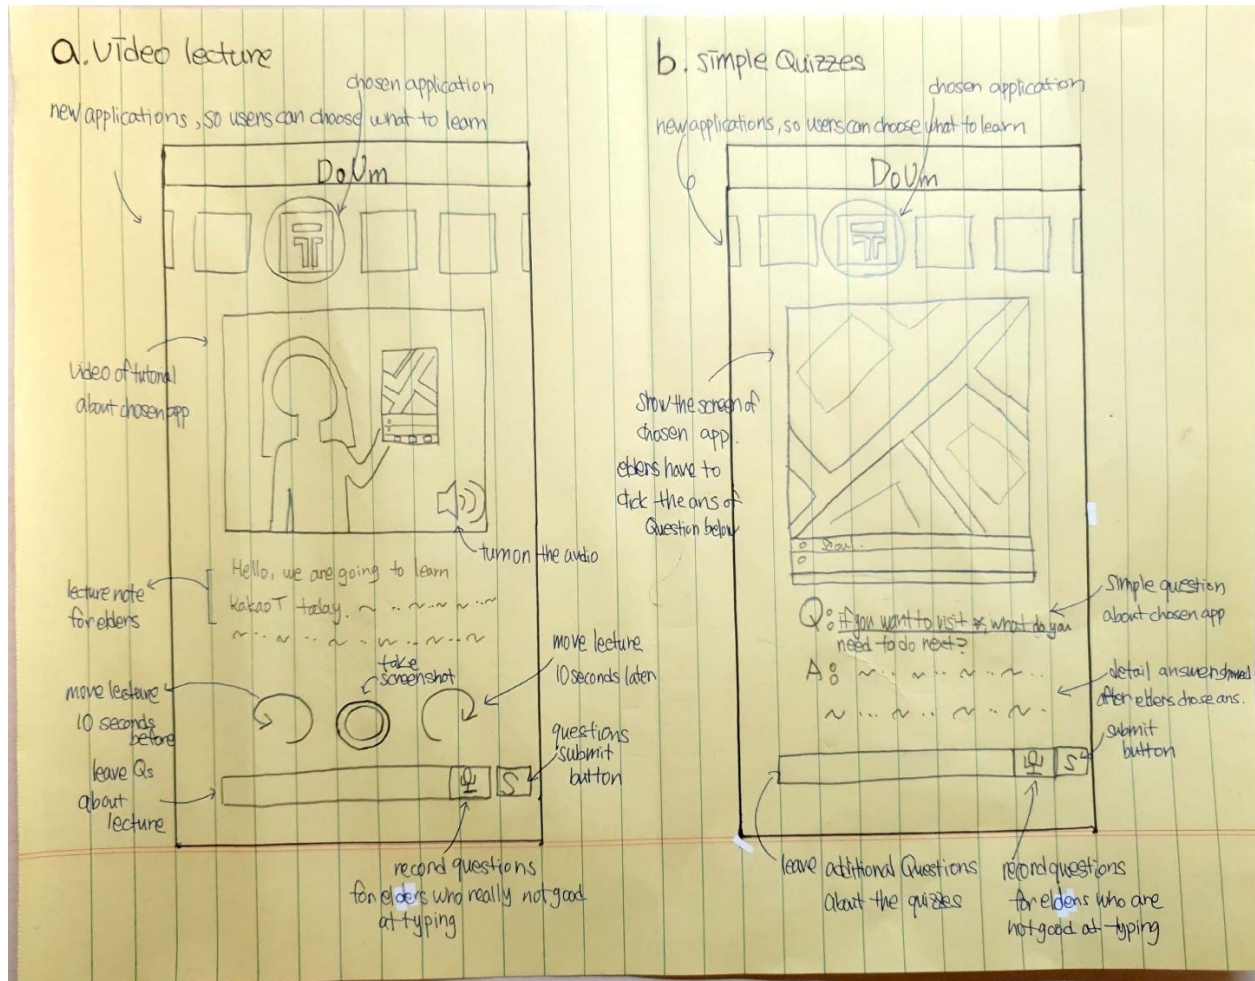 a. video lecture
chosen application
new applications, so users can choose what to learn
DoUm
T
video of tutorial
about chosen app
turn on the audio
lecture note
for elders
Hello, we are going to learn
KakaoT today. ~ .. ~ .. ~ .. ~
~ .. ~ .. ~ .. ~ .. ~ .. ~
take
screenshot
move lecture
10 seconds
before
move lecture
10 seconds later
leave Qs
about
lecture
S
questions
submit
button
record questions
for elders who really not good
at typing
b. simple Quizzes
chosen application
new applications, so users can choose what to learn
DoUm
T
show the screen of
chosen app.
elders have to
click the ans of
Question below
Q: if you want to visit *, what do you
need to do next?
A: ~ .. ~ .. ~ .. ~
~ .. ~ .. ~ .. ~ ..
simple question
about chosen app
detail answer showed
after elders chose ans.
S
submit
button
leave additional Questions
about the quizzes
record questions
for elders who are
not good at typing